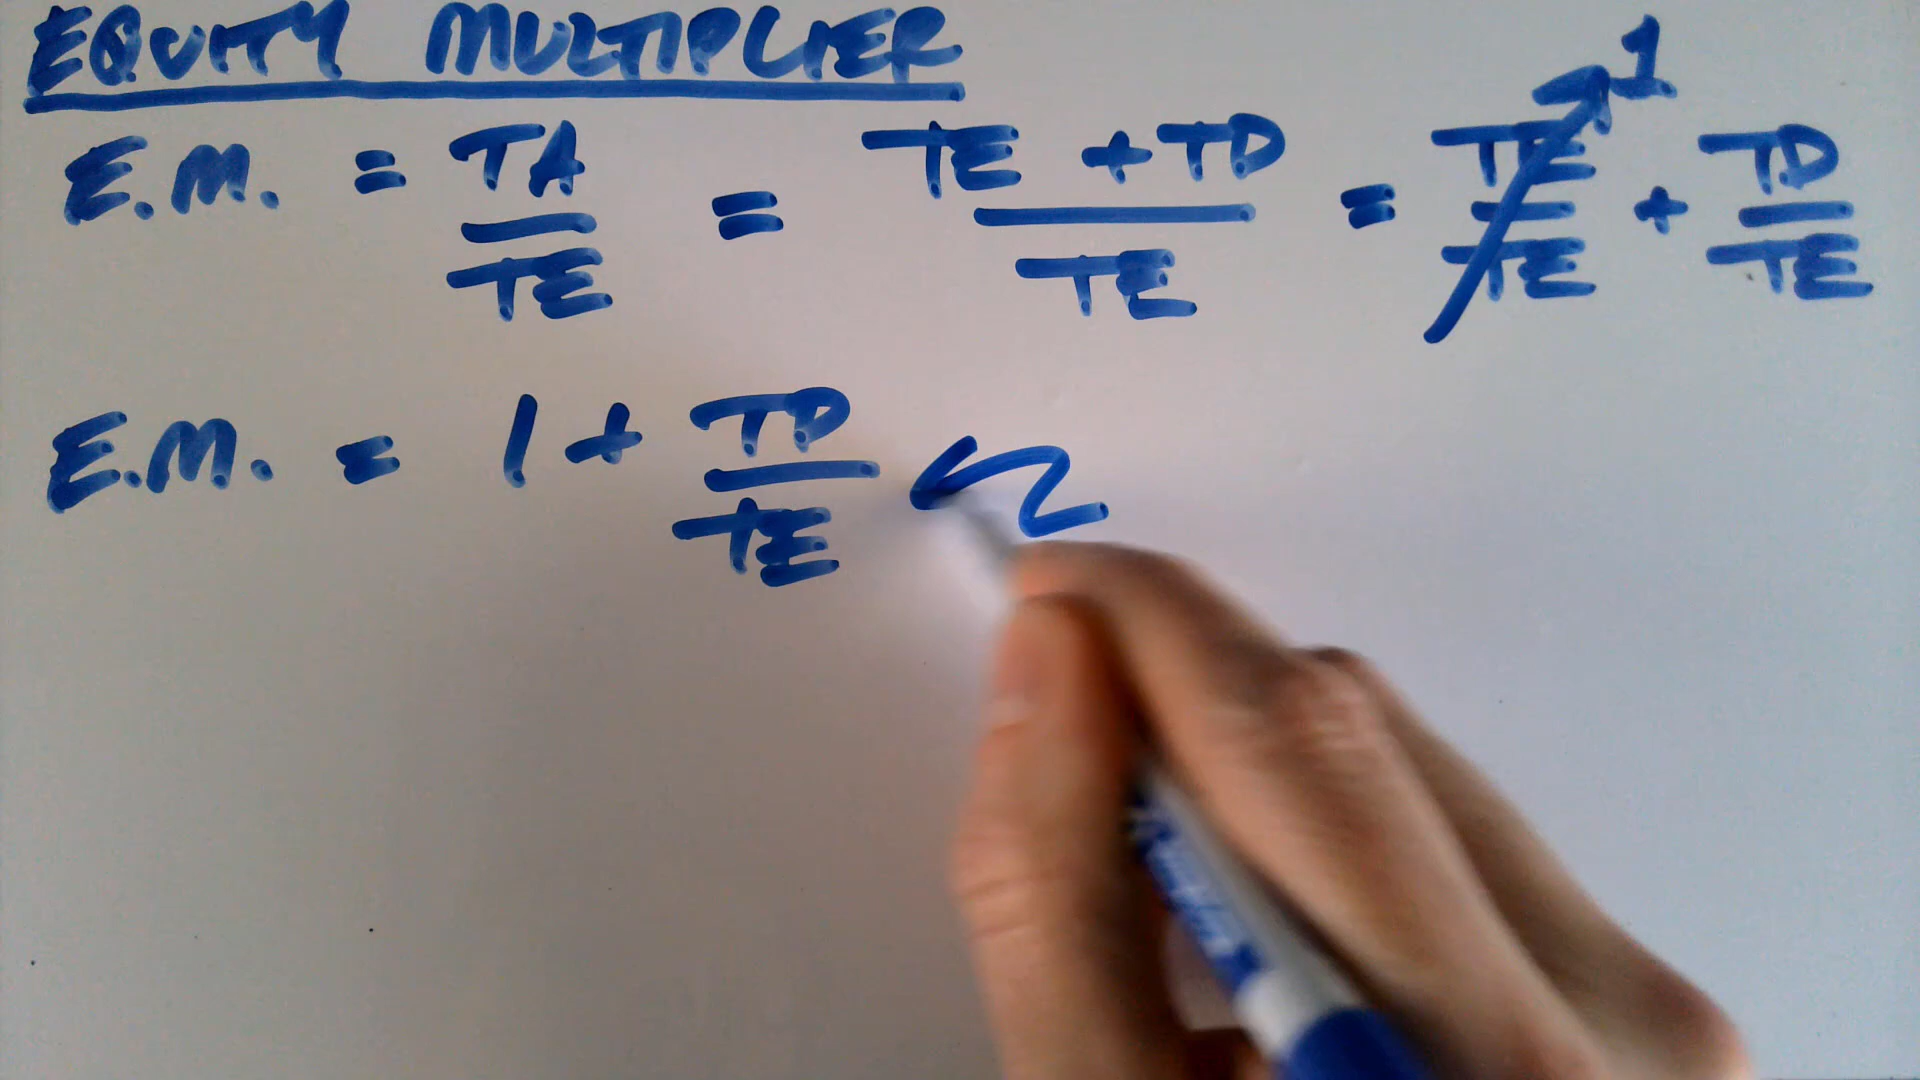 EQUITY MULTIPLIER
E.M. = TA/TE = TE + TD/TE = TE/TE 1 + TD/TE
E.M. = 1 + TD/TE